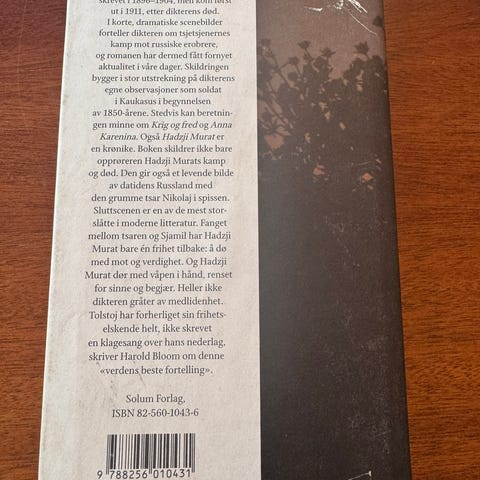 skrevet i 1896–1904, men kom først
ut i 1911, etter dikterens død.
I korte, dramatiske scenebilder
forteller dikteren om tsjetsjenernes
kamp mot russiske erobrere,
og romanen har dermed fått fornyet
aktualitet i våre dager. Skildringen
bygger i stor utstrekning på dikterens
egne observasjoner som soldat
i Kaukasus i begynnelsen
av 1850-årene. Stedvis kan beretnin-
gen minne om Krig og fred og Anna
Karenina. Også Hadzji Murat er
en krønike. Boken skildrer ikke bare
opprøreren Hadzji Murats kamp
og død. Den gir også et levende bilde
av datidens Russland med
den grumme tsar Nikolaj i spissen.
Sluttscenen er en av de mest stor-
slåtte i moderne litteratur. Fanget
mellom tsaren og Sjamil har Hadzji
Murat bare én frihet tilbake: å dø
med mot og verdighet. Og Hadzji
Murat dør med våpen i hånd, renset
for sinne og begjær. Heller ikke
dikteren gråter av medlidenhet.
Tolstoj har forherliget sin frihets-
elskende helt, ikke skrevet
en klagesang over hans nederlag,
skriver Harold Bloom om denne
«verdens beste fortelling».
Solum Forlag,
ISBN 82-560-1043-6
9 788256 010431